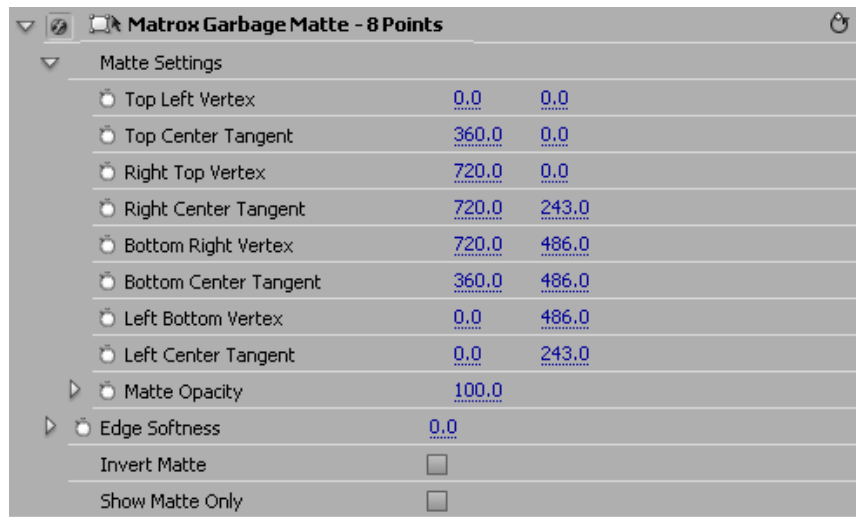 Matrox Garbage Matte - 8 Points
Matte Settings
Top Left Vertex 0.0 0.0
Top Center Tangent 360.0 0.0
Right Top Vertex 720.0 0.0
Right Center Tangent 720.0 243.0
Bottom Right Vertex 720.0 486.0
Bottom Center Tangent 360.0 486.0
Left Bottom Vertex 0.0 486.0
Left Center Tangent 0.0 243.0
Matte Opacity 100.0
Edge Softness 0.0
Invert Matte
Show Matte Only